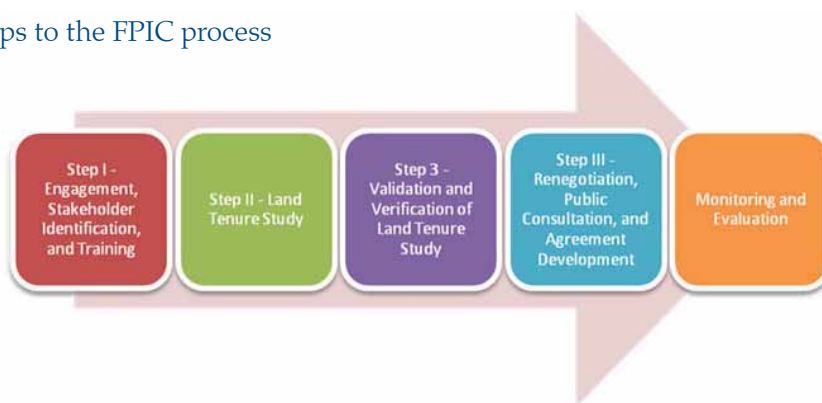 ps to the FPIC process
Step I -
Engagement,
Stakeholder
Identification,
and Training
Step II - Land
Tenure Study
Step 3 -
Validation and
Verification of
Land Tenure
Study
Step III -
Renegotiation,
Public
Consultation, and
Agreement
Development
Monitoring and
Evaluation